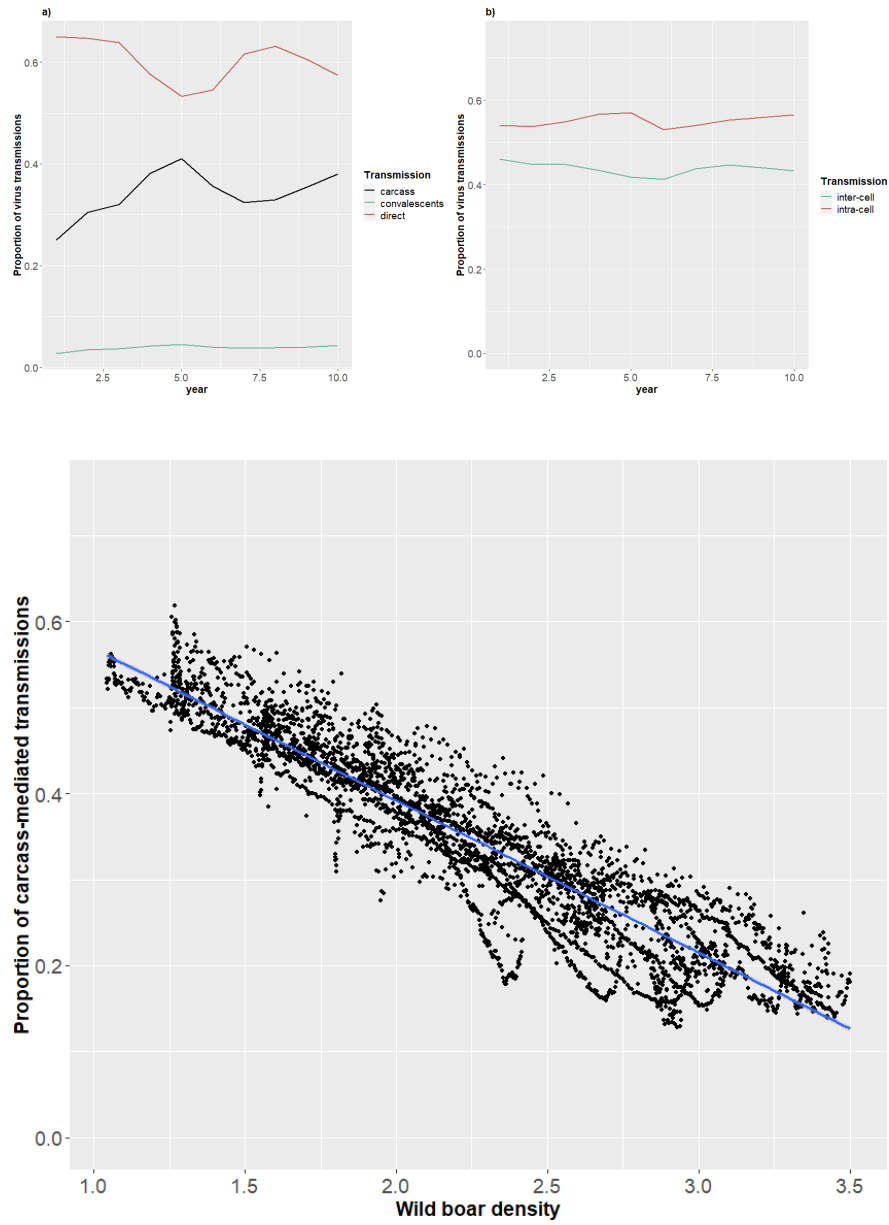 a)
Proportion of virus transmissions
0.6
0.4
0.2
0.0
2.5 5.0 7.5 10.0
year
Transmission
carcass
convalescents
direct
b)
Proportion of virus transmissions
0.6
0.4
0.2
0.0
2.5 5.0 7.5 10.0
year
Transmission
inter-cell
intra-cell
Proportion of carcass-mediated transmissions
0.6
0.4
0.2
0.0
1.0 1.5 2.0 2.5 3.0 3.5
Wild boar density